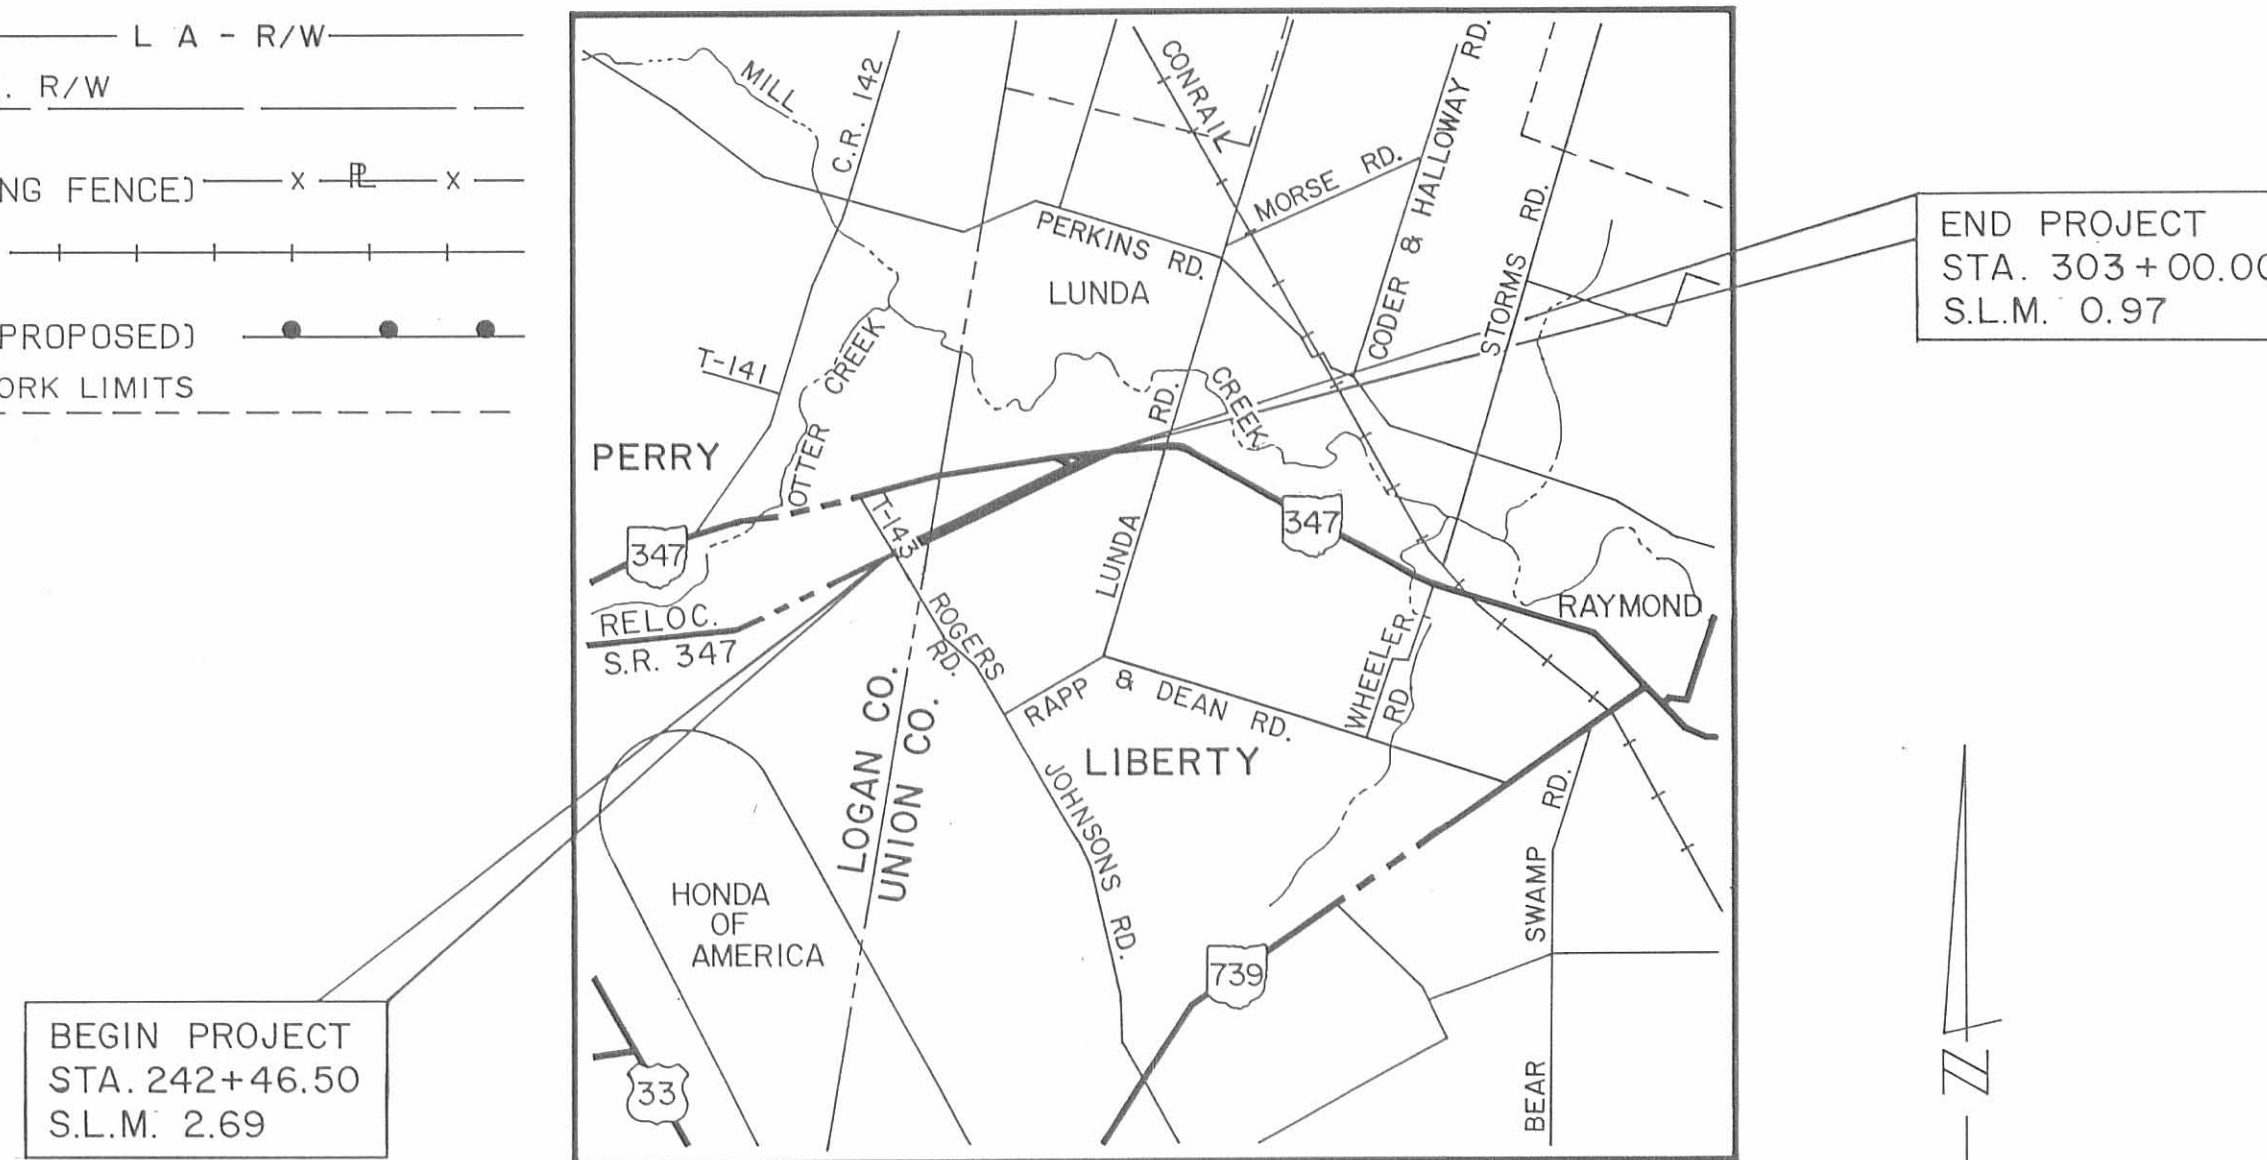 L A - R/W
. R/W
NG FENCE) x PL x
PROPOSED)
ORK LIMITS
MILL
C.R. 142
CONRAIL
MORSE RD.
CODER & HALLOWAY RD.
STORMS RD.
PERKINS RD.
LUNDA
T-141
OTTER CREEK
CREEK
LUNDA RD.
END PROJECT
STA. 303+00.00
S.L.M. 0.97
PERRY
347
T-143
347
RELOC.
S.R. 347
ROGERS
RD.
RAPP & DEAN RD.
WHEELER
RD
RAYMOND
LOGAN CO.
UNION CO.
LIBERTY
JOHNSONS RD.
HONDA
OF
AMERICA
BEAR SWAMP RD.
739
33
BEGIN PROJECT
STA. 242+46.50
S.L.M. 2.69
N